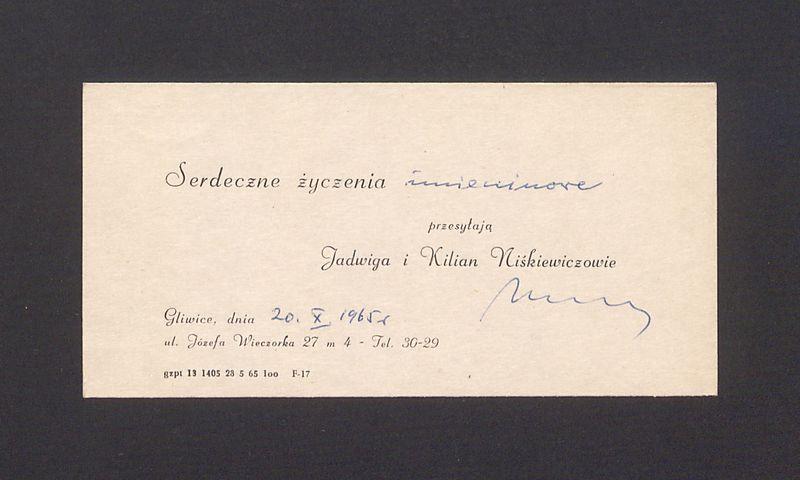 Serdeczne życzenia imieninowe
przesyłają
Jadwiga i Kilian Niśkiewiczowie
Gliwice, dnia 20. X 1965 r
ul. Józefa Wieczorka 27 m 4 - Tel. 30-29
gzpt 13 1405 28 5 65 100 F-17